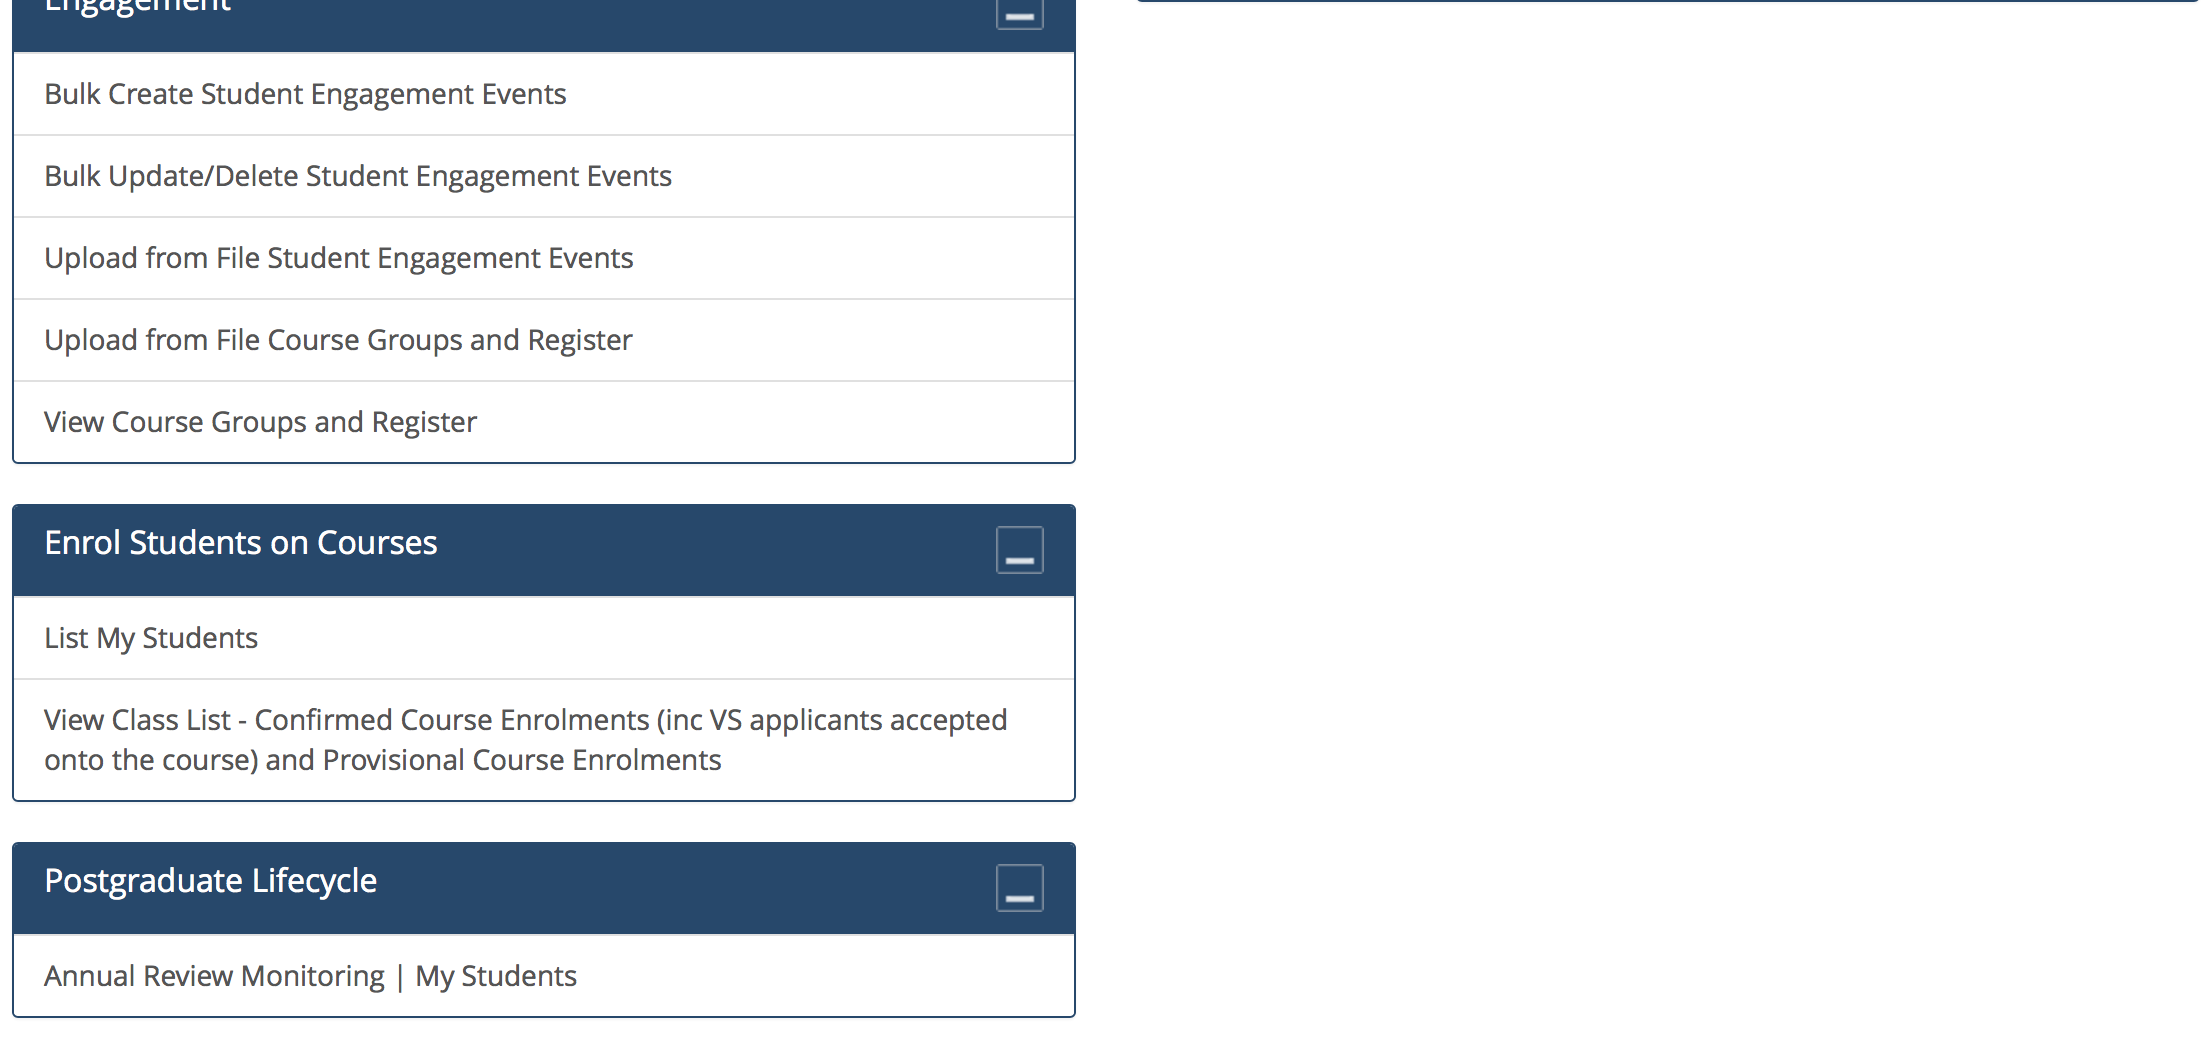 Engagement
Bulk Create Student Engagement Events
Bulk Update/Delete Student Engagement Events
Upload from File Student Engagement Events
Upload from File Course Groups and Register
View Course Groups and Register
Enrol Students on Courses
List My Students
View Class List - Confirmed Course Enrolments (inc VS applicants accepted
onto the course) and Provisional Course Enrolments
Postgraduate Lifecycle
Annual Review Monitoring | My Students